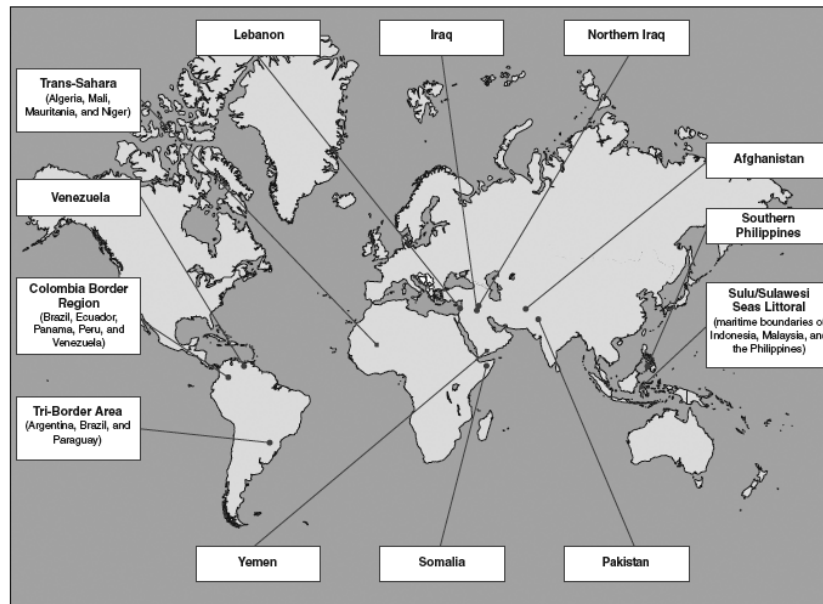 Lebanon
Iraq
Northern Iraq
Trans-Sahara
(Algeria, Mali,
Mauritania, and Niger)
Afghanistan
Venezuela
Southern
Philippines
Colombia Border
Region
(Brazil, Ecuador,
Panama, Peru, and
Venezuela)
Sulu/Sulawesi
Seas Littoral
(maritime boundaries of
Indonesia, Malaysia, and
the Philippines)
Tri-Border Area
(Argentina, Brazil, and
Paraguay)
Yemen
Somalia
Pakistan